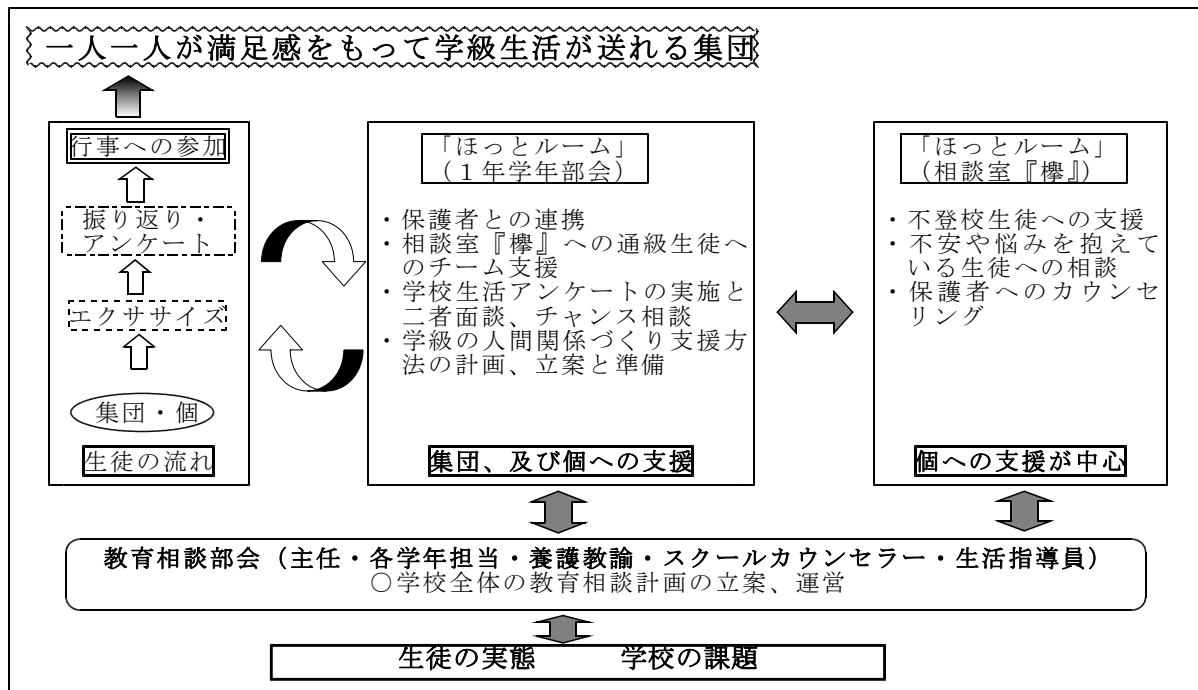 一人一人が満足感をもって学級生活が送れる集団
行事への参加
振り返り・
アンケート
エクササイズ
集団・個
生徒の流れ
「ほっとルーム」
（１年学年部会）
・保護者との連携
・相談室『欅』への通級生徒へ
のチーム支援
・学校生活アンケートの実施と
二者面談、チャンス相談
・学級の人間関係づくり支援方
法の計画、立案と準備
集団、及び個への支援
「ほっとルーム」
（相談室『欅』）
・不登校生徒への支援
・不安や悩みを抱えて
いる生徒への相談
・保護者へのカウンセ
リング
個への支援が中心
教育相談部会（主任・各学年担当・養護教諭・スクールカウンセラー・生活指導員）
○学校全体の教育相談計画の立案、運営
生徒の実態　　　学校の課題